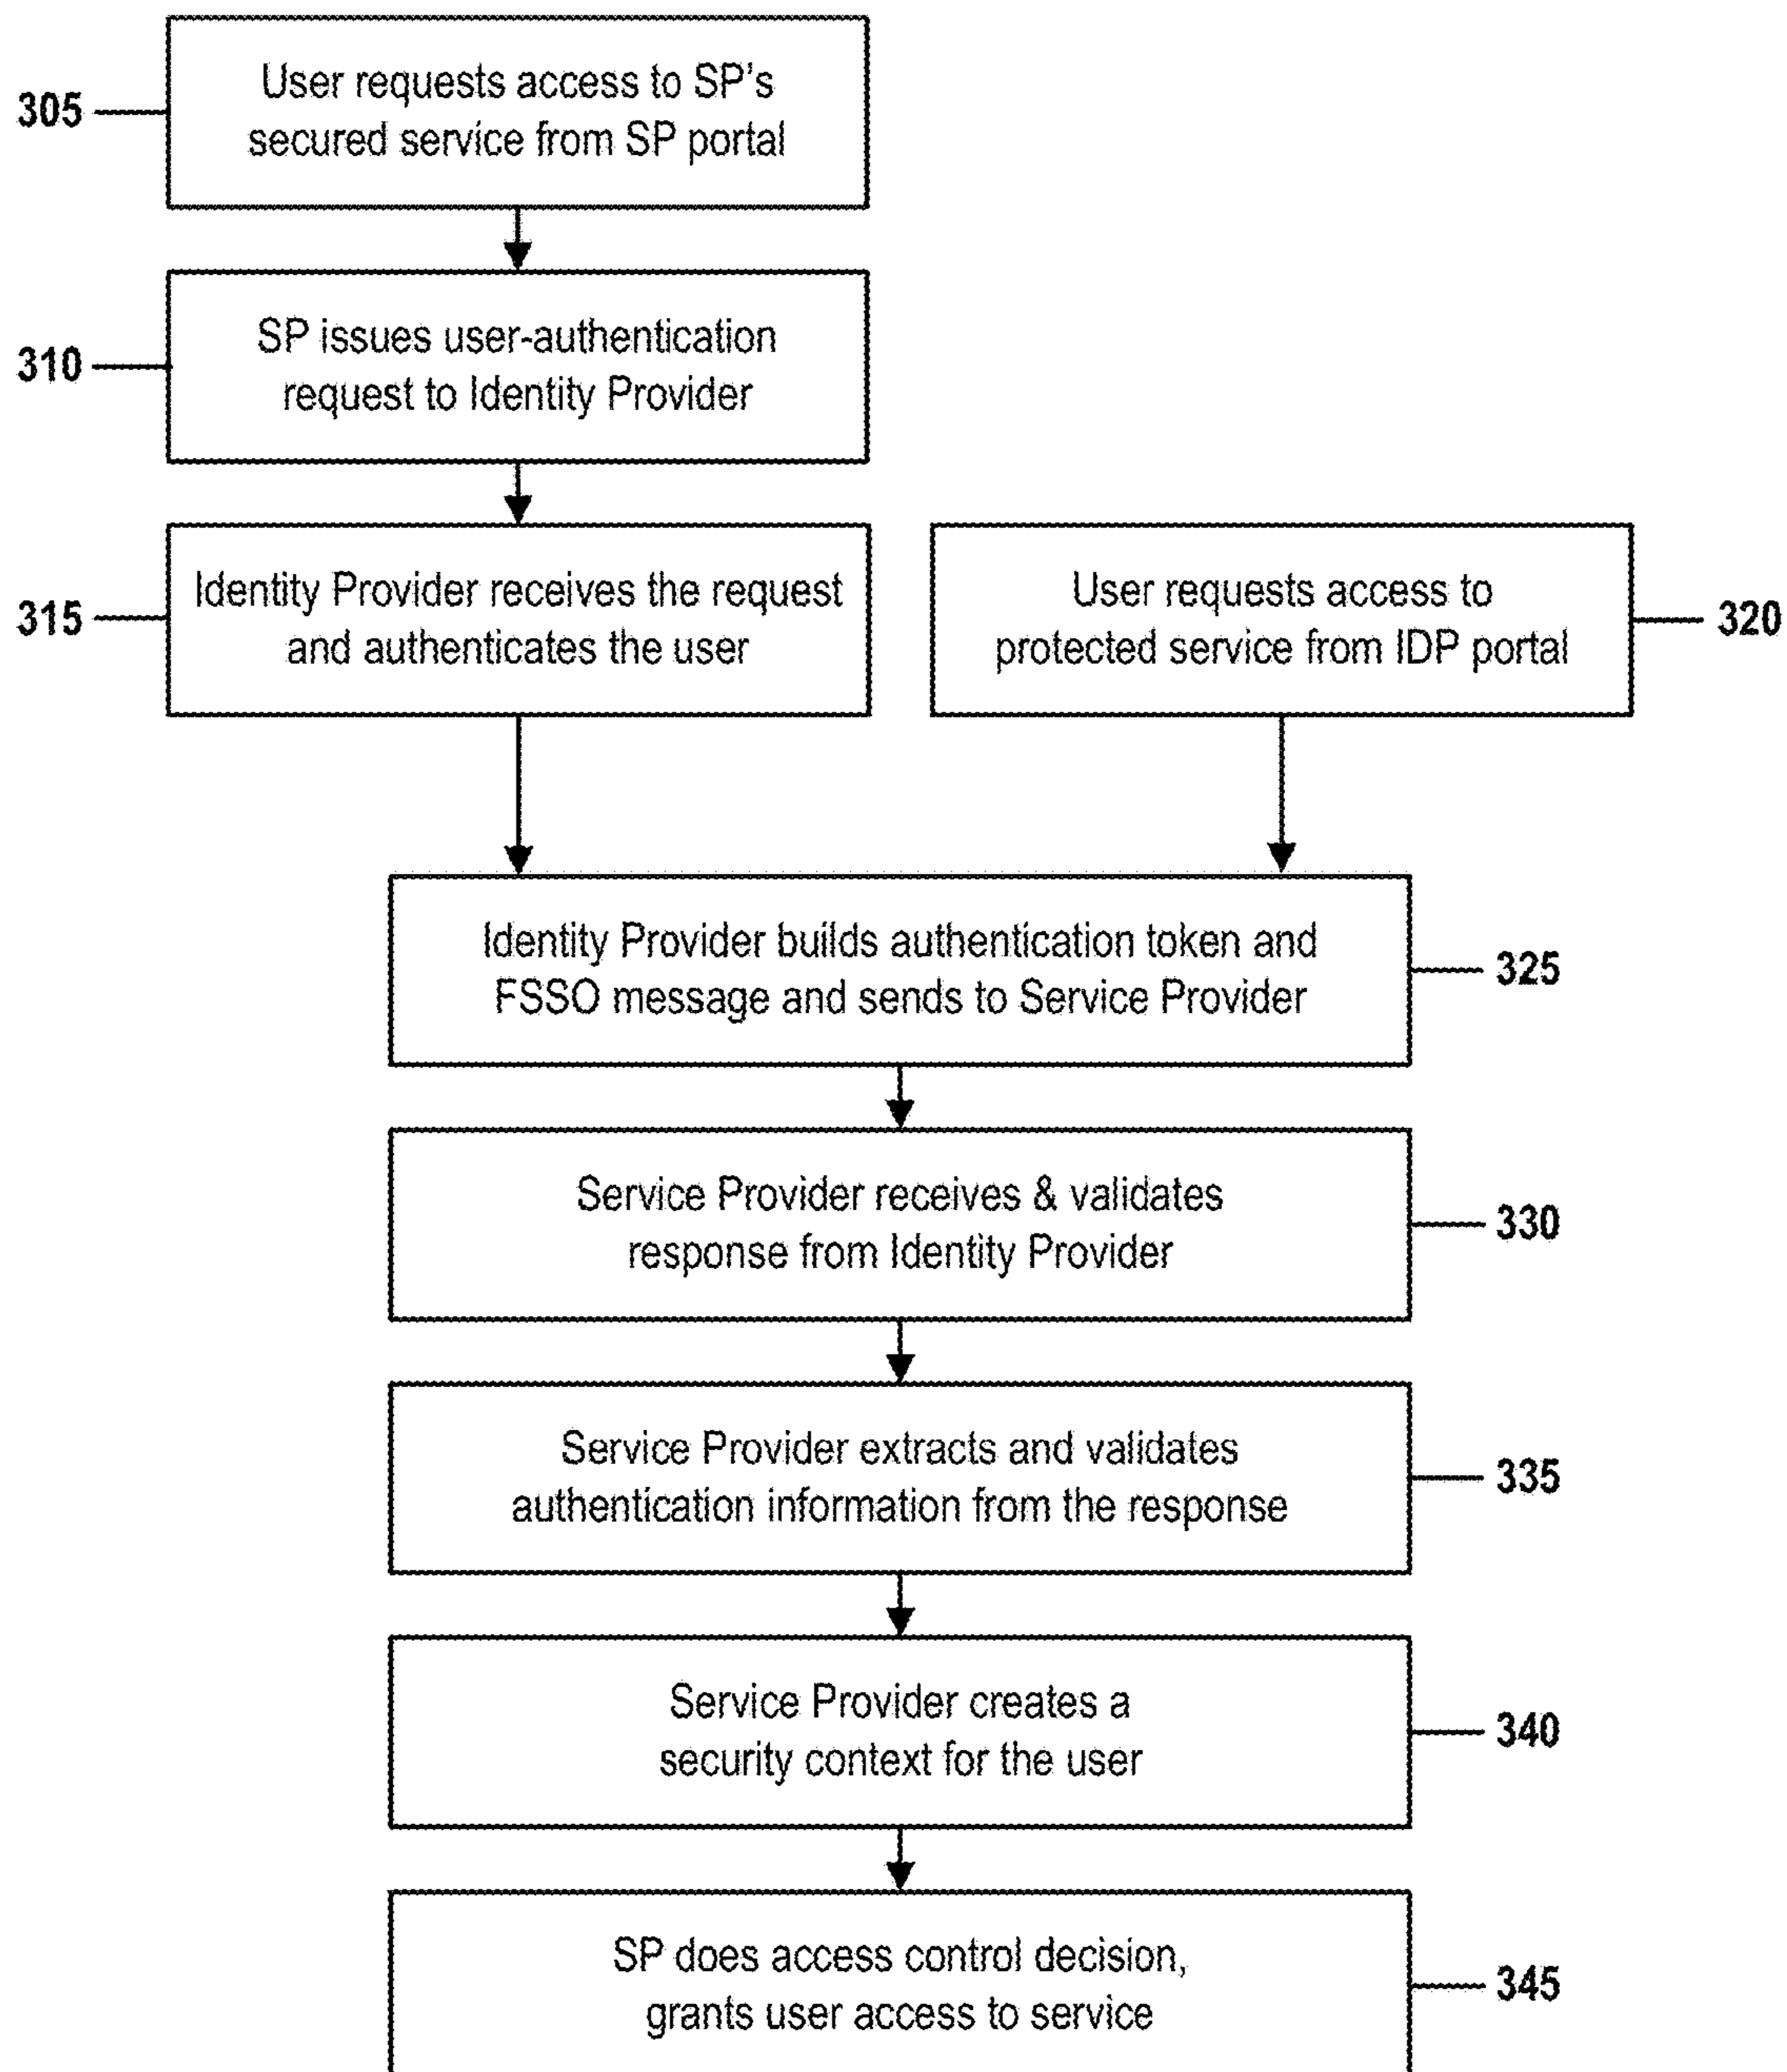 305
User requests access to SP's
secured service from SP portal
310
SP issues user-authentication
request to Identity Provider
315
Identity Provider receives the request
and authenticates the user
User requests access to
protected service from IDP portal
320
Identity Provider builds authentication token and
FSSO message and sends to Service Provider
325
Service Provider receives & validates
response from Identity Provider
330
Service Provider extracts and validates
authentication information from the response
335
Service Provider creates a
security context for the user
340
SP does access control decision,
grants user access to service
345